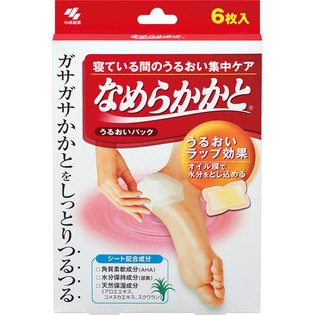 小林製薬
6枚入
寝ている間のうるおい集中ケア
なめらかかと
うるおいパック
ガサガサかかとをしっとりつるつる
うるおい
ラップ効果
オイル膜で
水分をとじ込める
シート配合成分
□角質柔軟成分(AHA)
□水分保持成分(尿素)
□天然保湿成分
(アロエエキス、
コメヌカエキス、スクワラン)